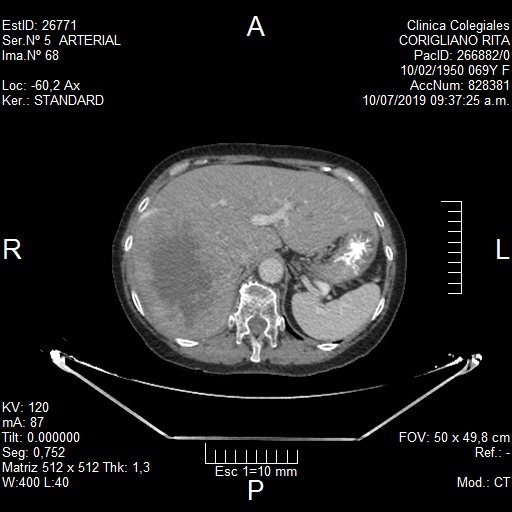 EstID: 26771
Ser.Nº 5 ARTERIAL
Ima.Nº 68
Loc: -60,2 Ax
Ker.: STANDARD
A
Clinica Colegiales
CORIGLIANO RITA
PacID: 266882/0
10/02/1950 069Y F
AccNum: 828381
10/07/2019 09:37:25 a.m.
R
L
KV: 120
mA: 87
Tilt: 0.000000
Seg: 0,752
Matriz 512 x 512 Thk: 1,3
W:400 L:40
Esc 1=10 mm
P
FOV: 50 x 49,8 cm
Ref.: -
Mod.: CT